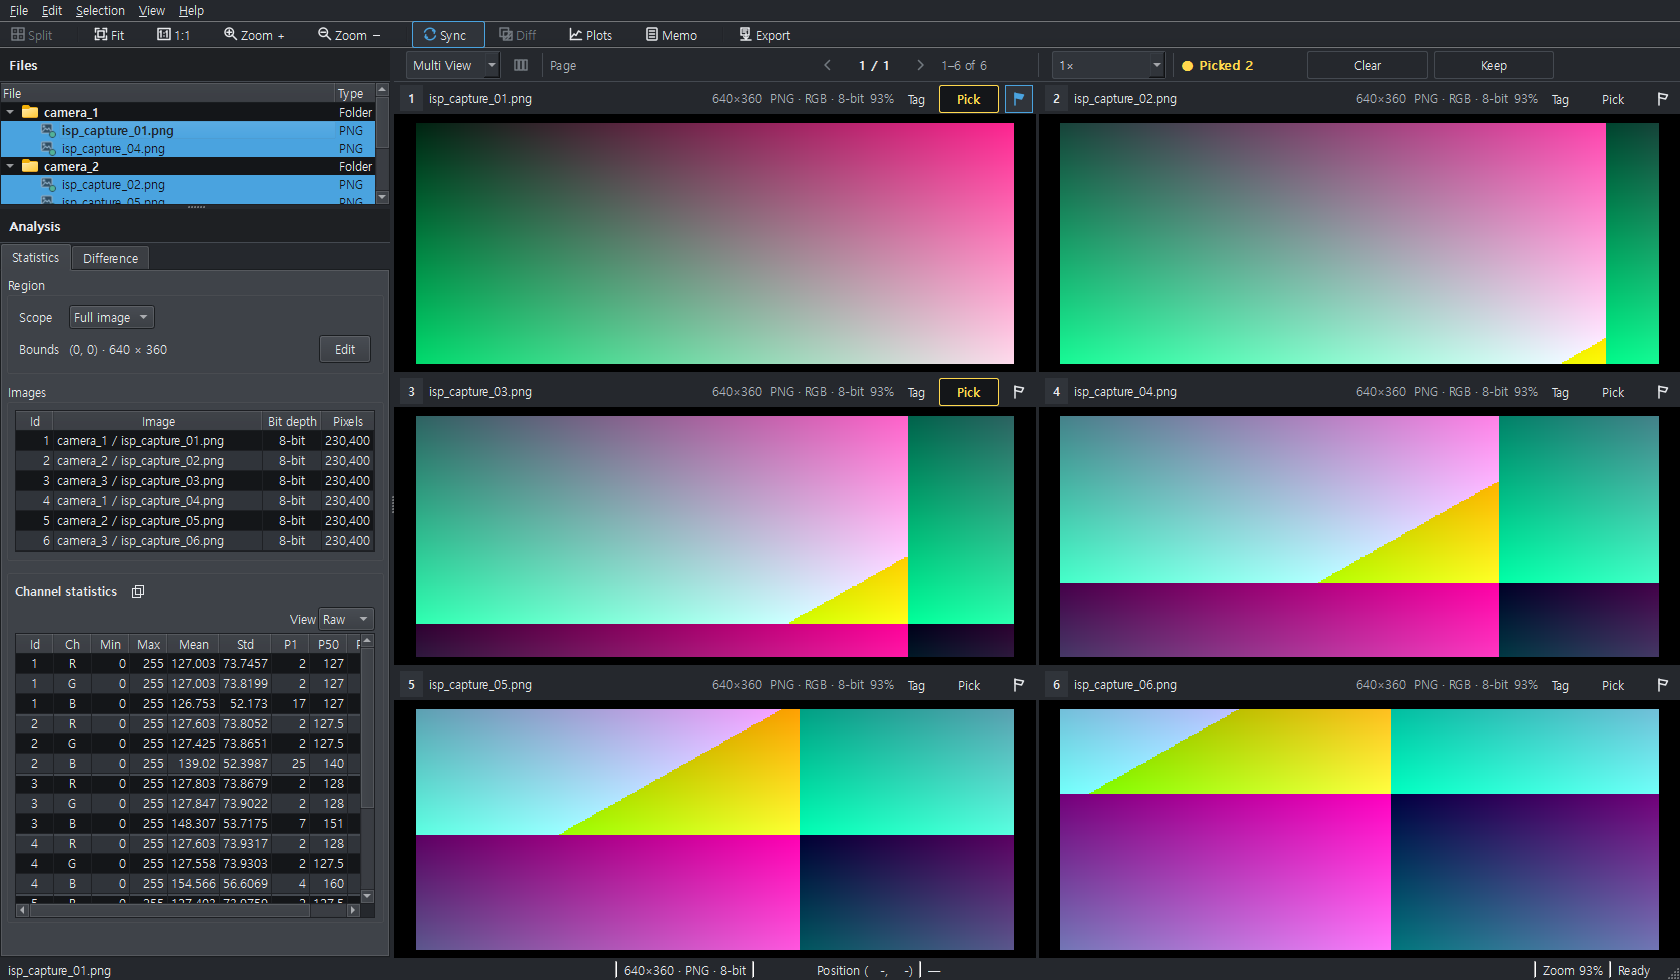 File Edit Selection View Help
Split Fit 1:1 Zoom + Zoom − Sync Diff Plots Memo Export
Files
File Type
camera_1 Folder
isp_capture_01.png PNG
isp_capture_04.png PNG
camera_2 Folder
isp_capture_02.png PNG
isp_capture_05.png PNG
Analysis
Statistics Difference
Region
Scope Full image
Bounds (0, 0) · 640 × 360 Edit
Images
Id Image Bit depth Pixels
1 camera_1 / isp_capture_01.png 8-bit 230,400
2 camera_2 / isp_capture_02.png 8-bit 230,400
3 camera_3 / isp_capture_03.png 8-bit 230,400
4 camera_1 / isp_capture_04.png 8-bit 230,400
5 camera_2 / isp_capture_05.png 8-bit 230,400
6 camera_3 / isp_capture_06.png 8-bit 230,400
Channel statistics
View Raw
Id Ch Min Max Mean Std P1 P50
1 R 0 255 127.003 73.7457 2 127
1 G 0 255 127.003 73.8199 2 127
1 B 0 255 126.753 52.173 17 127
2 R 0 255 127.603 73.8052 2 127.5
2 G 0 255 127.425 73.8651 2 127.5
2 B 0 255 139.02 52.3987 25 140
3 R 0 255 127.803 73.8679 2 128
3 G 0 255 127.847 73.9022 2 128
3 B 0 255 148.307 53.7175 7 151
4 R 0 255 127.603 73.9317 2 128
4 G 0 255 127.558 73.9303 2 127.5
4 B 0 255 154.566 56.6069 4 160
Multi View Page 1 / 1 1–6 of 6 1× Picked 2 Clear Keep
1 isp_capture_01.png 640×360 PNG · RGB · 8-bit 93% Tag Pick
2 isp_capture_02.png 640×360 PNG · RGB · 8-bit 93% Tag Pick
3 isp_capture_03.png 640×360 PNG · RGB · 8-bit 93% Tag Pick
4 isp_capture_04.png 640×360 PNG · RGB · 8-bit 93% Tag Pick
5 isp_capture_05.png 640×360 PNG · RGB · 8-bit 93% Tag Pick
6 isp_capture_06.png 640×360 PNG · RGB · 8-bit 93% Tag Pick
isp_capture_01.png 640×360 · PNG · 8-bit Position ( -, -) — Zoom 93% Ready